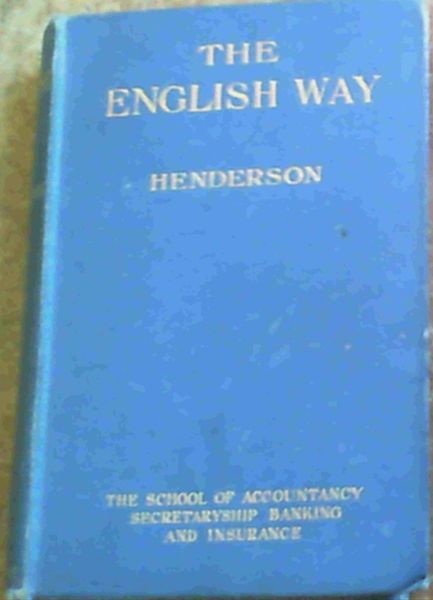 THE
ENGLISH WAY
HENDERSON
THE SCHOOL OF ACCOUNTANCY
SECRETARYSHIP BANKING
AND INSURANCE